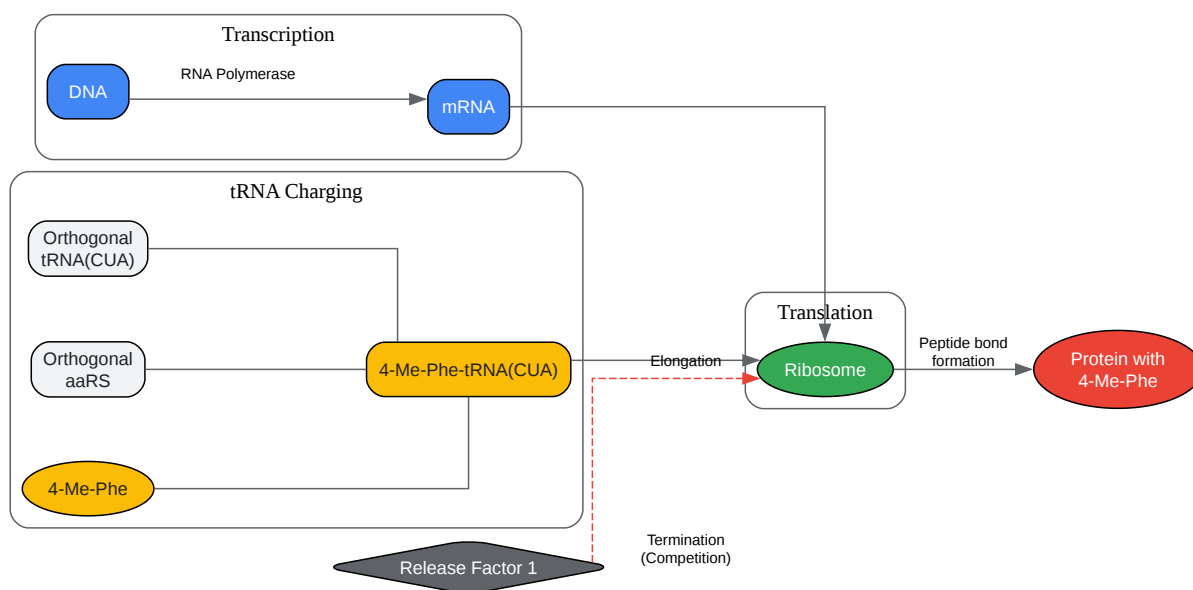 Transcription
RNA Polymerase
DNA
mRNA
tRNA Charging
Orthogonal
tRNA(CUA)
Orthogonal
aaRS
4-Me-Phe-tRNA(CUA)
4-Me-Phe
Elongation
Translation
Ribosome
Peptide bond
formation
Protein with
4-Me-Phe
Release Factor 1
Termination
(Competition)